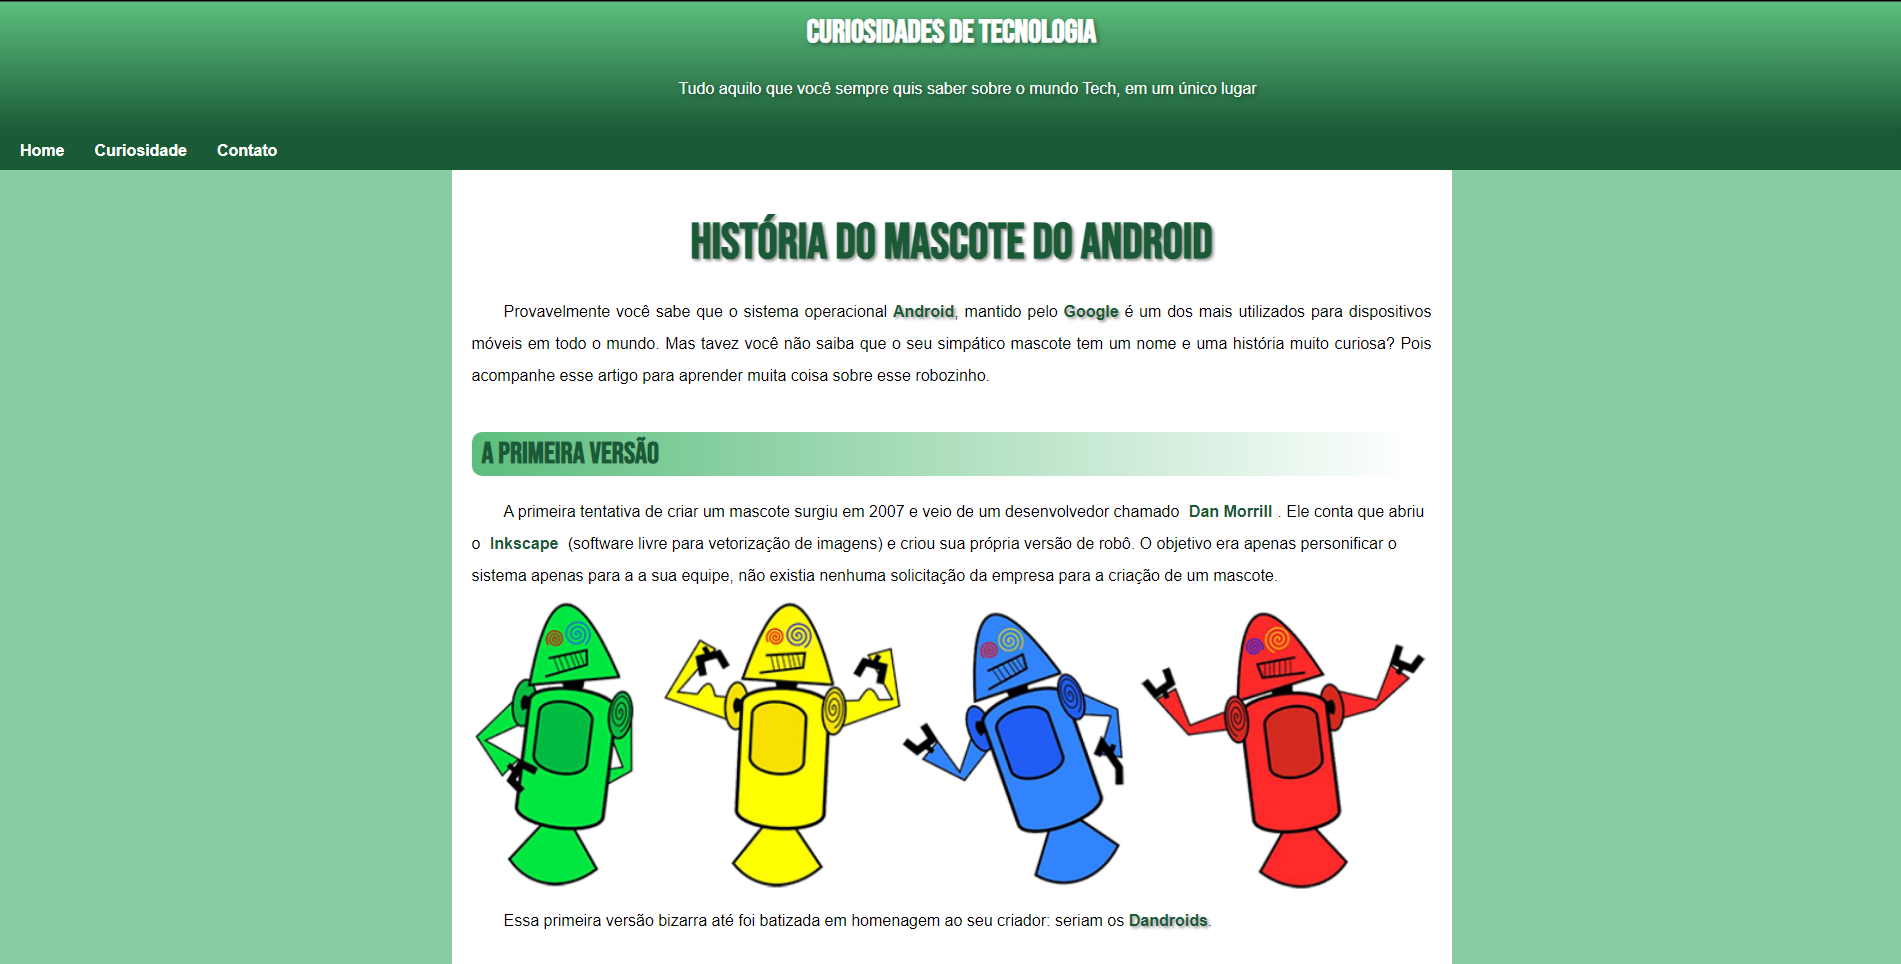 CURIOSIDADES DE TECNOLOGIA
Tudo aquilo que você sempre quis saber sobre o mundo Tech, em um único lugar
Home Curiosidade Contato
HISTÓRIA DO MASCOTE DO ANDROID
Provavelmente você sabe que o sistema operacional Android, mantido pelo Google é um dos mais utilizados para dispositivos
móveis em todo o mundo. Mas tavez você não saiba que o seu simpático mascote tem um nome e uma história muito curiosa? Pois
acompanhe esse artigo para aprender muita coisa sobre esse robozinho.
A PRIMEIRA VERSÃO
A primeira tentativa de criar um mascote surgiu em 2007 e veio de um desenvolvedor chamado Dan Morrill . Ele conta que abriu
o Inkscape (software livre para vetorização de imagens) e criou sua própria versão de robô. O objetivo era apenas personificar o
sistema apenas para a a sua equipe, não existia nenhuma solicitação da empresa para a criação de um mascote.
Essa primeira versão bizarra até foi batizada em homenagem ao seu criador: seriam os Dandroids.